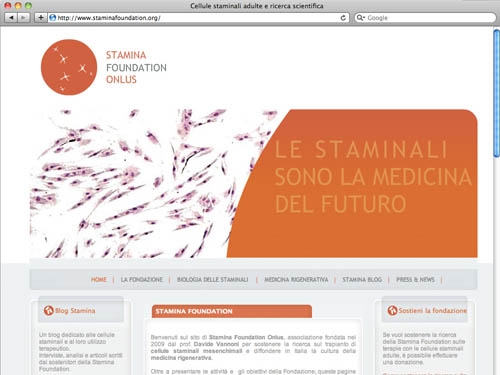 Cellule staminali adulte e ricerca scientifica
http://www.staminafoundation.org/
Google
STAMINA
FOUNDATION
ONLUS
LE STAMINALI
SONO LA MEDICINA
DEL FUTURO
HOME | LA FONDAZIONE | BIOLOGIA DELLE STAMINALI | MEDICINA RIGENERATIVA | STAMINA BLOG | PRESS & NEWS |
Blog Stamina
Un blog dedicato alle cellule
staminali e al loro utilizzo
terapeutico.
Interviste, analisi e articoli scritti
dai sostenitori della Stamina
Foundation.
STAMINA FOUNDATION
Benvenuti sul sito di Stamina Foundation Onlus, associazione fondata nel
2009 dal prof. Davide Vannoni per sostenere la ricerca sul trapianto di
cellule staminali mesenchimali e diffondere in Italia la cultura della
medicina rigenerativa.
Oltre a presentare le attività e gli obiettivi della Fondazione, queste pagine
Sostieni la fondazione
Se vuoi sostenere la ricerca
della Stamina Foundation sulle
terapie con le cellule staminali
adulte, è possibile effettuare
una donazione.